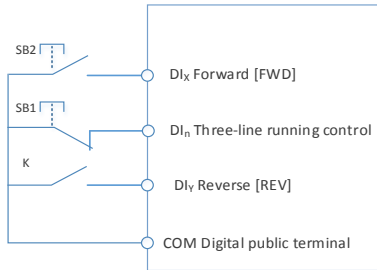 SB2
DIX Forward [FWD]
SB1
DIn Three-line running control
K
DIY Reverse [REV]
COM Digital public terminal